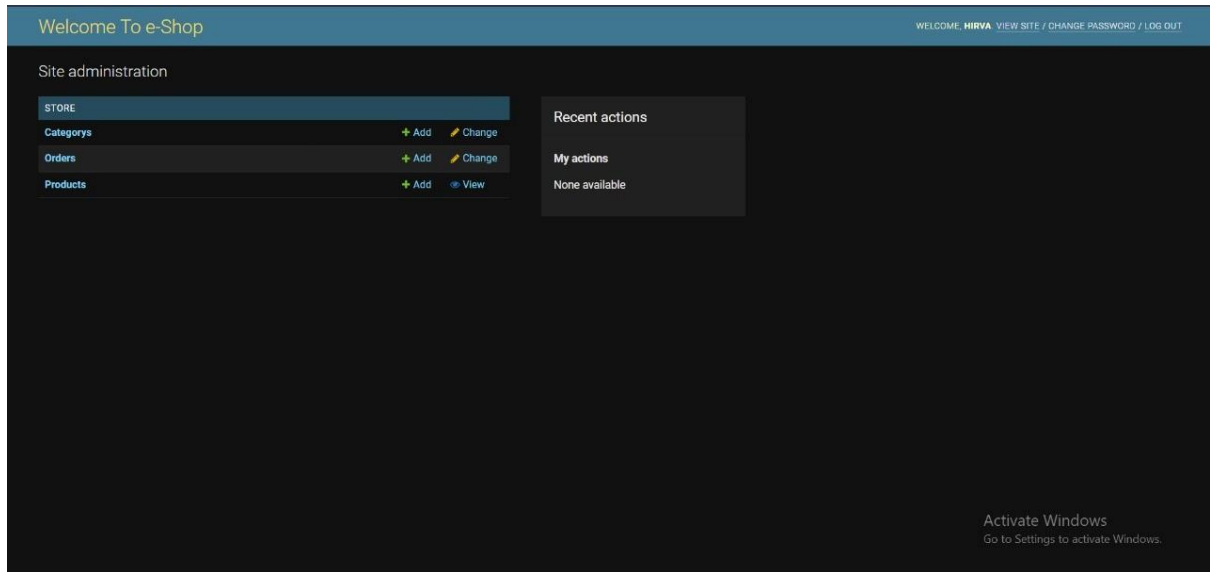 Welcome To e-Shop
WELCOME, HIRVA. VIEW SITE / CHANGE PASSWORD / LOG OUT
Site administration
STORE
Categorys + Add Change
Orders + Add Change
Products + Add View
Recent actions
My actions
None available
Activate Windows
Go to Settings to activate Windows.